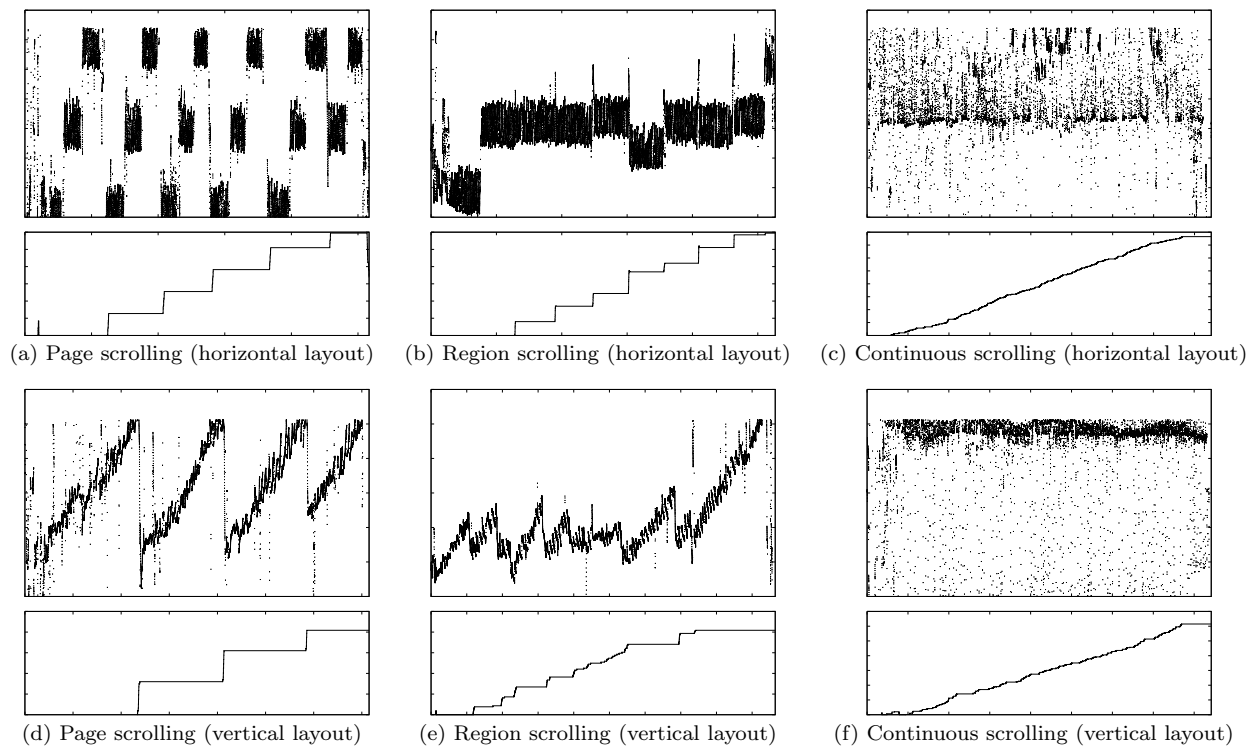 (a) Page scrolling (horizontal layout)
(b) Region scrolling (horizontal layout)
(c) Continuous scrolling (horizontal layout)
(d) Page scrolling (vertical layout)
(e) Region scrolling (vertical layout)
(f) Continuous scrolling (vertical layout)